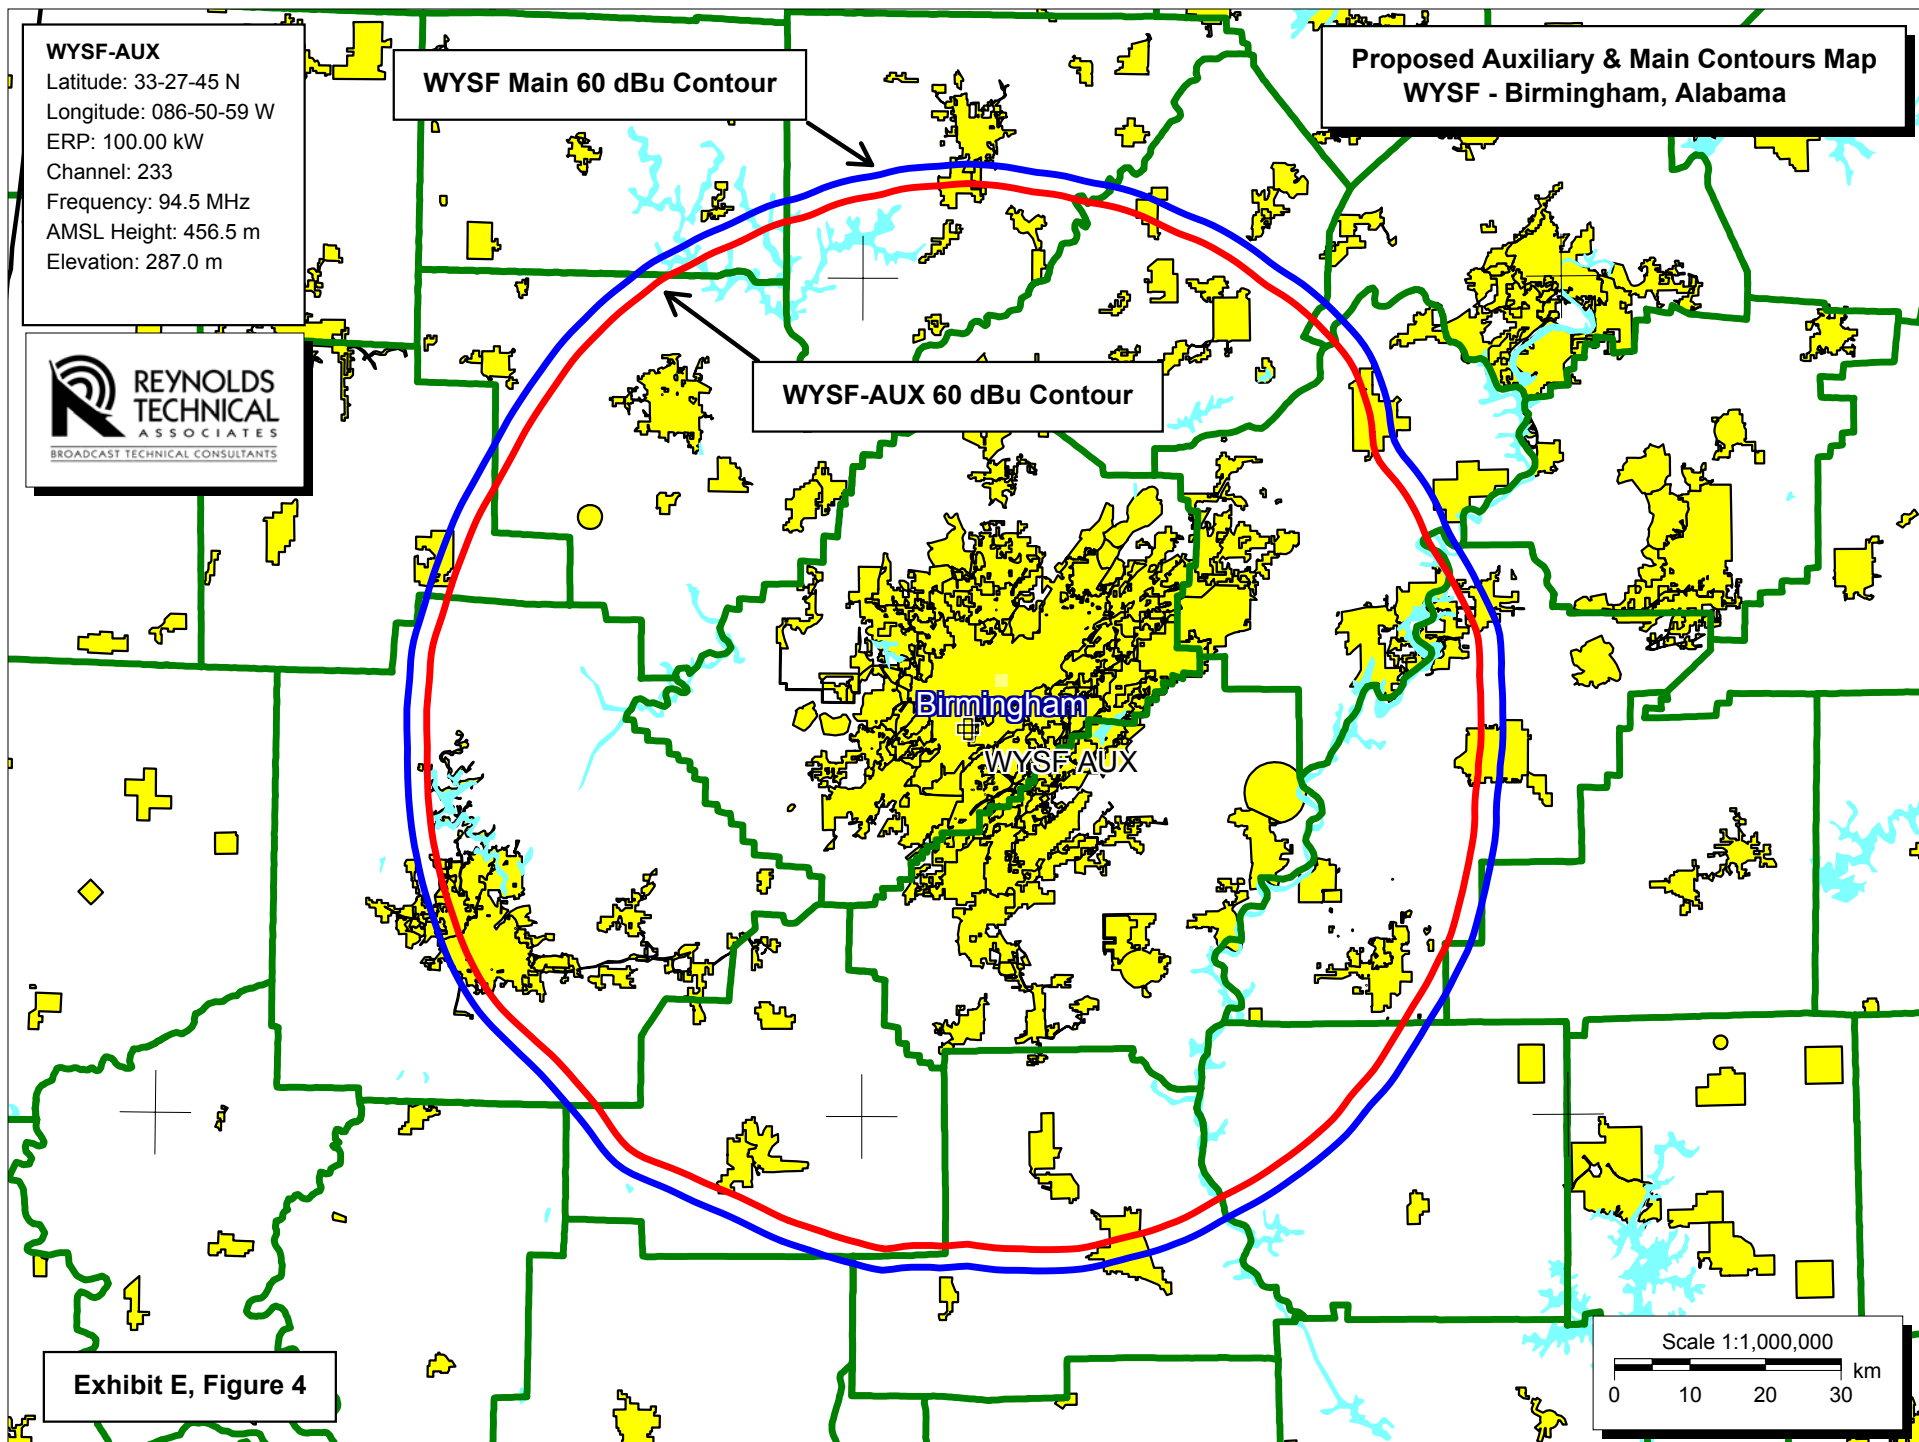 WYSF-AUX
Latitude: 33-27-45 N
Longitude: 086-50-59 W
ERP: 100.00 kW
Channel: 233
Frequency: 94.5 MHz
AMSL Height: 456.5 m
Elevation: 287.0 m
WYSF Main 60 dBu Contour
Proposed Auxiliary & Main Contours Map
WYSF - Birmingham, Alabama
REYNOLDS
TECHNICAL
ASSOCIATES
BROADCAST TECHNICAL CONSULTANTS
WYSF-AUX 60 dBu Contour
Birmingham
WYSF AUX
Exhibit E, Figure 4
Scale 1:1,000,000
km
0 10 20 30